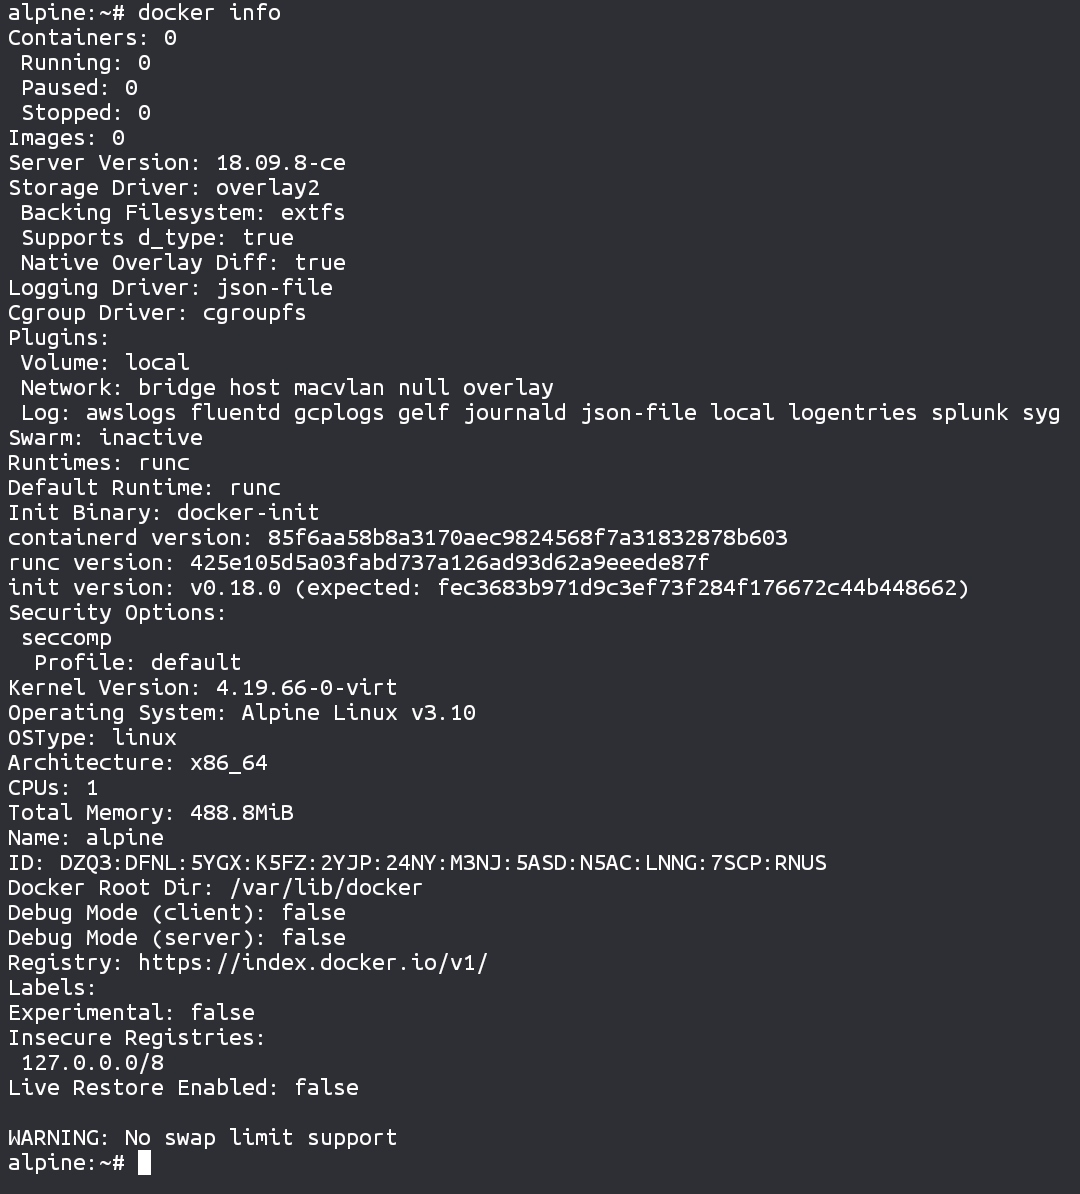 alpine:~# docker info
Containers: 0
 Running: 0
 Paused: 0
 Stopped: 0
Images: 0
Server Version: 18.09.8-ce
Storage Driver: overlay2
 Backing Filesystem: extfs
 Supports d_type: true
 Native Overlay Diff: true
Logging Driver: json-file
Cgroup Driver: cgroupfs
Plugins:
 Volume: local
 Network: bridge host macvlan null overlay
 Log: awslogs fluentd gcplogs gelf journald json-file local logentries splunk syg
Swarm: inactive
Runtimes: runc
Default Runtime: runc
Init Binary: docker-init
containerd version: 85f6aa58b8a3170aec9824568f7a31832878b603
runc version: 425e105d5a03fabd737a126ad93d62a9eeede87f
init version: v0.18.0 (expected: fec3683b971d9c3ef73f284f176672c44b448662)
Security Options:
 seccomp
  Profile: default
Kernel Version: 4.19.66-0-virt
Operating System: Alpine Linux v3.10
OSType: linux
Architecture: x86_64
CPUs: 1
Total Memory: 488.8MiB
Name: alpine
ID: DZQ3:DFNL:5YGX:K5FZ:2YJP:24NY:M3NJ:5ASD:N5AC:LNNG:7SCP:RNUS
Docker Root Dir: /var/lib/docker
Debug Mode (client): false
Debug Mode (server): false
Registry: https://index.docker.io/v1/
Labels:
Experimental: false
Insecure Registries:
 127.0.0.0/8
Live Restore Enabled: false

WARNING: No swap limit support
alpine:~#